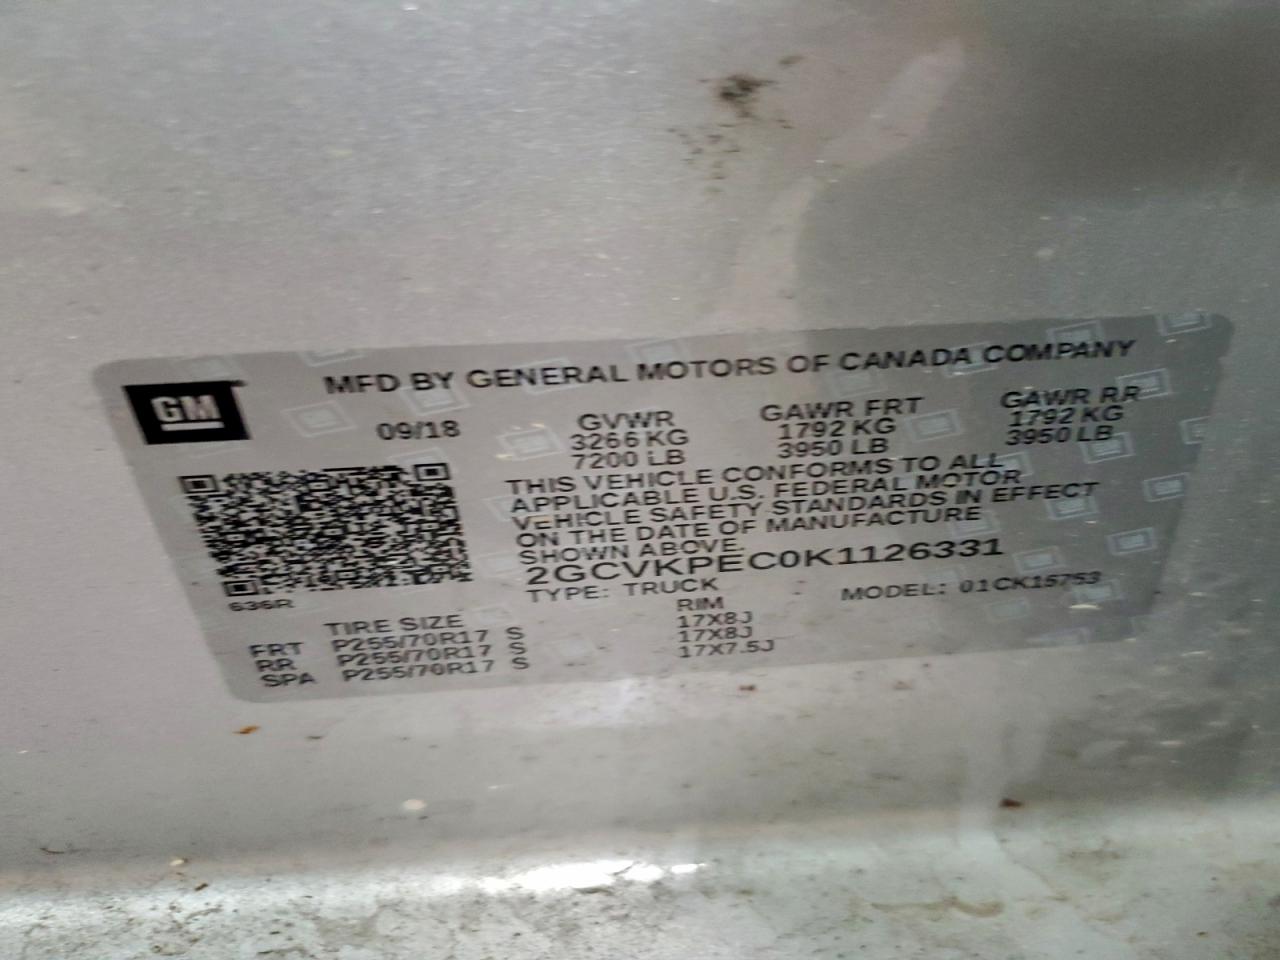 GM
MFD BY GENERAL MOTORS OF CANADA COMPANY
09/18 GVWR GAWR FRT GAWR RR
3266 KG 1792 KG 1792 KG
7200 LB 3950 LB 3950 LB
THIS VEHICLE CONFORMS TO ALL
APPLICABLE U.S. FEDERAL MOTOR
VEHICLE SAFETY STANDARDS IN EFFECT
ON THE DATE OF MANUFACTURE
SHOWN ABOVE.
2GCVKPEC0K1126331
TYPE: TRUCK MODEL: 01CK15753
636R
TIRE SIZE RIM
FRT P255/70R17 S 17X8J
RR P255/70R17 S 17X8J
SPA P255/70R17 S 17X7.5J